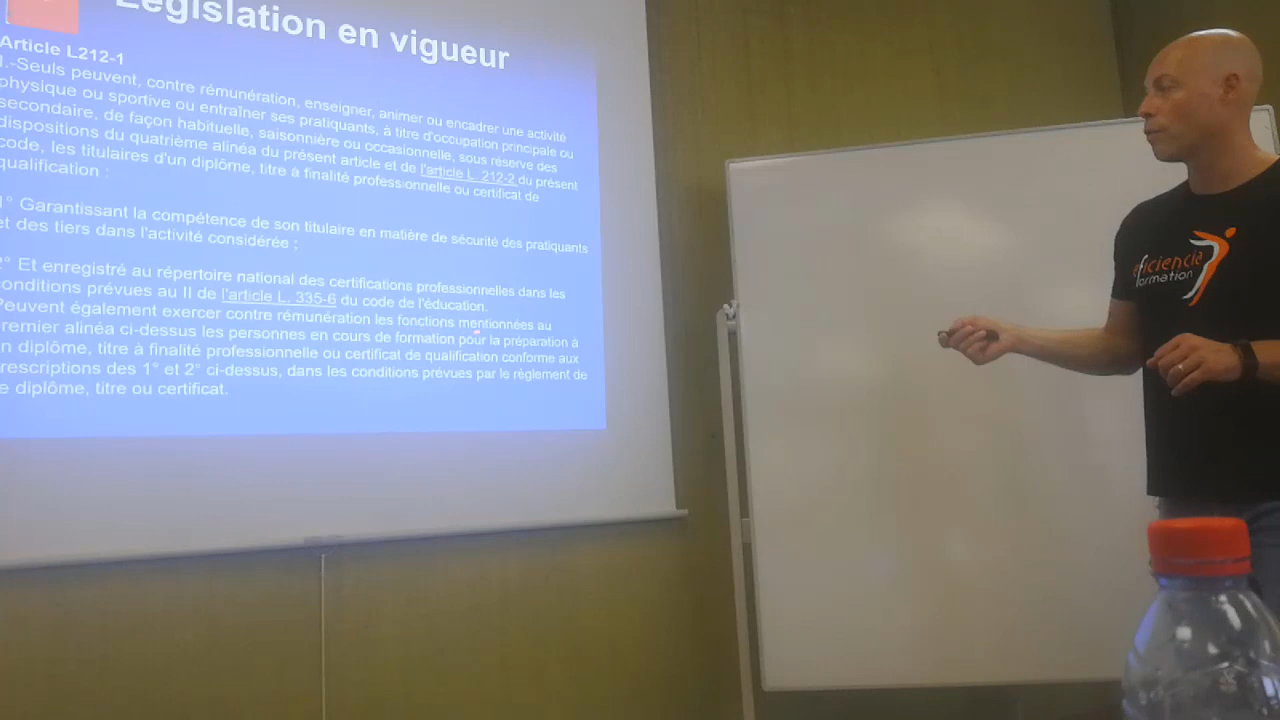 Législation en vigueur
Article L212-1
I.-Seuls peuvent, contre rémunération, enseigner, animer ou encadrer une activité
physique ou sportive ou entraîner ses pratiquants, à titre d'occupation principale ou
secondaire, de façon habituelle, saisonnière ou occasionnelle, sous réserve des
dispositions du quatrième alinéa du présent article et de l'article L. 212-2 du présent
code, les titulaires d'un diplôme, titre à finalité professionnelle ou certificat de
qualification :
1° Garantissant la compétence de son titulaire en matière de sécurité des pratiquants
et des tiers dans l'activité considérée ;
2° Et enregistré au répertoire national des certifications professionnelles dans les
conditions prévues au II de l'article L. 335-6 du code de l'éducation.
Peuvent également exercer contre rémunération les fonctions mentionnées au
premier alinéa ci-dessus les personnes en cours de formation pour la préparation à
un diplôme, titre à finalité professionnelle ou certificat de qualification conforme aux
prescriptions des 1° et 2° ci-dessus, dans les conditions prévues par le règlement de
ce diplôme, titre ou certificat.
eficiencia
formation